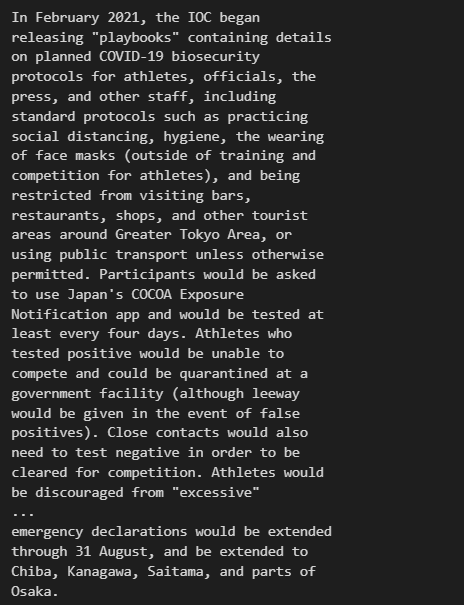 In February 2021, the IOC began
releasing "playbooks" containing details
on planned COVID-19 biosecurity
protocols for athletes, officials, the
press, and other staff, including
standard protocols such as practicing
social distancing, hygiene, the wearing
of face masks (outside of training and
competition for athletes), and being
restricted from visiting bars,
restaurants, shops, and other tourist
areas around Greater Tokyo Area, or
using public transport unless otherwise
permitted. Participants would be asked
to use Japan's COCOA Exposure
Notification app and would be tested at
least every four days. Athletes who
tested positive would be unable to
compete and could be quarantined at a
government facility (although leeway
would be given in the event of false
positives). Close contacts would also
need to test negative in order to be
cleared for competition. Athletes would
be discouraged from "excessive"
...
emergency declarations would be extended
through 31 August, and be extended to
Chiba, Kanagawa, Saitama, and parts of
Osaka.